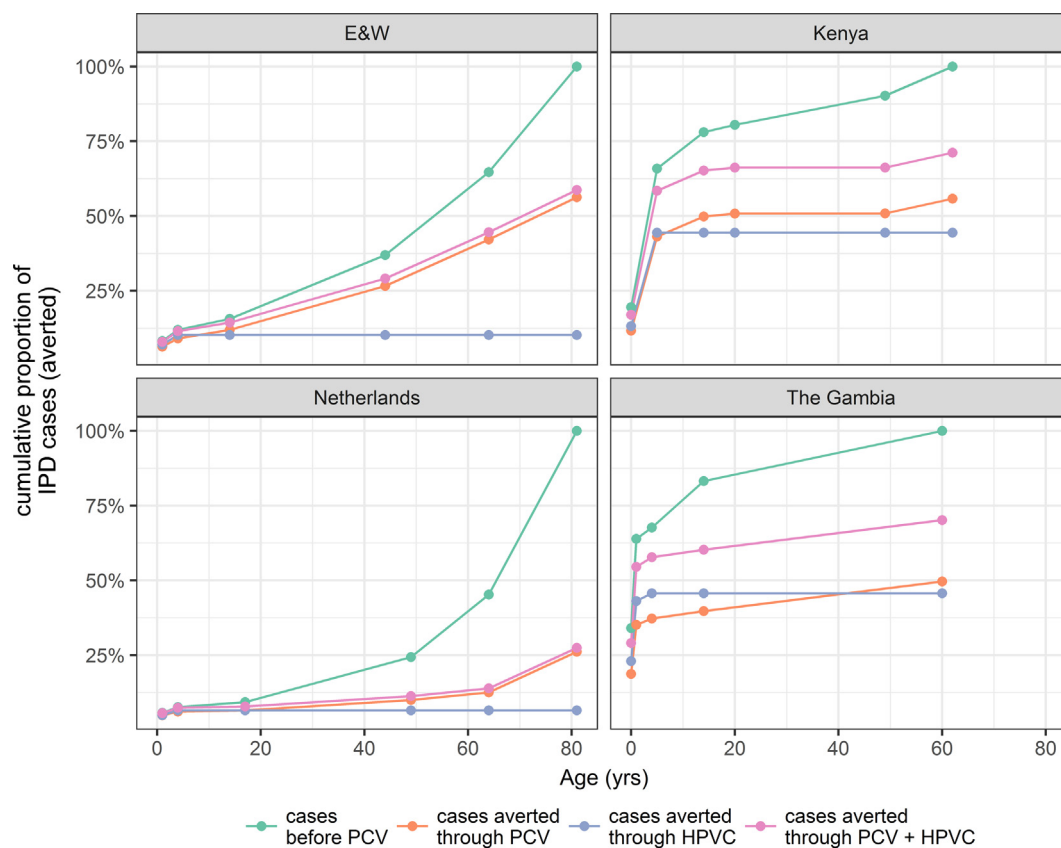 E&W
Kenya
100%
75%
50%
25%
Netherlands
The Gambia
100%
75%
50%
25%
cumulative proportion of
IPD cases (averted)
0 20 40 60 80
0 20 40 60 80
Age (yrs)
cases
before PCV
cases averted
through PCV
cases averted
through HPVC
cases averted
through PCV + HPVC